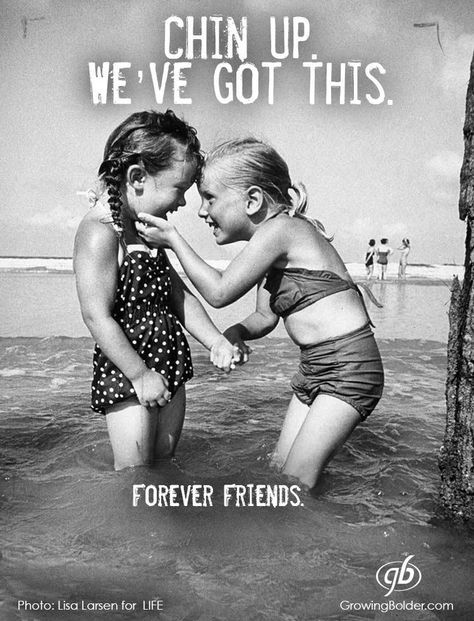 CHIN UP.
WE'VE GOT THIS.
FOREVER FRIENDS.
gb
Photo: Lisa Larsen for LIFE
GrowingBolder.com